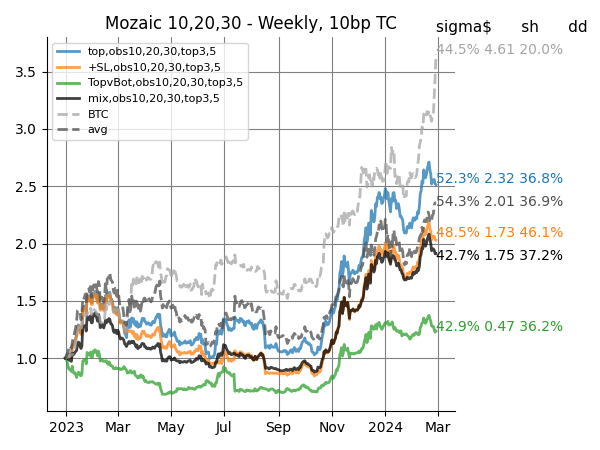 Mozaic 10,20,30 - Weekly, 10bp TC
sigma$ sh dd
44.5% 4.61 20.0%
top,obs10,20,30,top3,5
+SL,obs10,20,30,top3,5
TopvBot,obs10,20,30,top3,5
mix,obs10,20,30,top3,5
BTC
avg
3.5
3.0
2.5
2.0
1.5
1.0
52.3% 2.32 36.8%
54.3% 2.01 36.9%
48.5% 1.73 46.1%
42.7% 1.75 37.2%
42.9% 0.47 36.2%
2023 Mar May Jul Sep Nov 2024 Mar